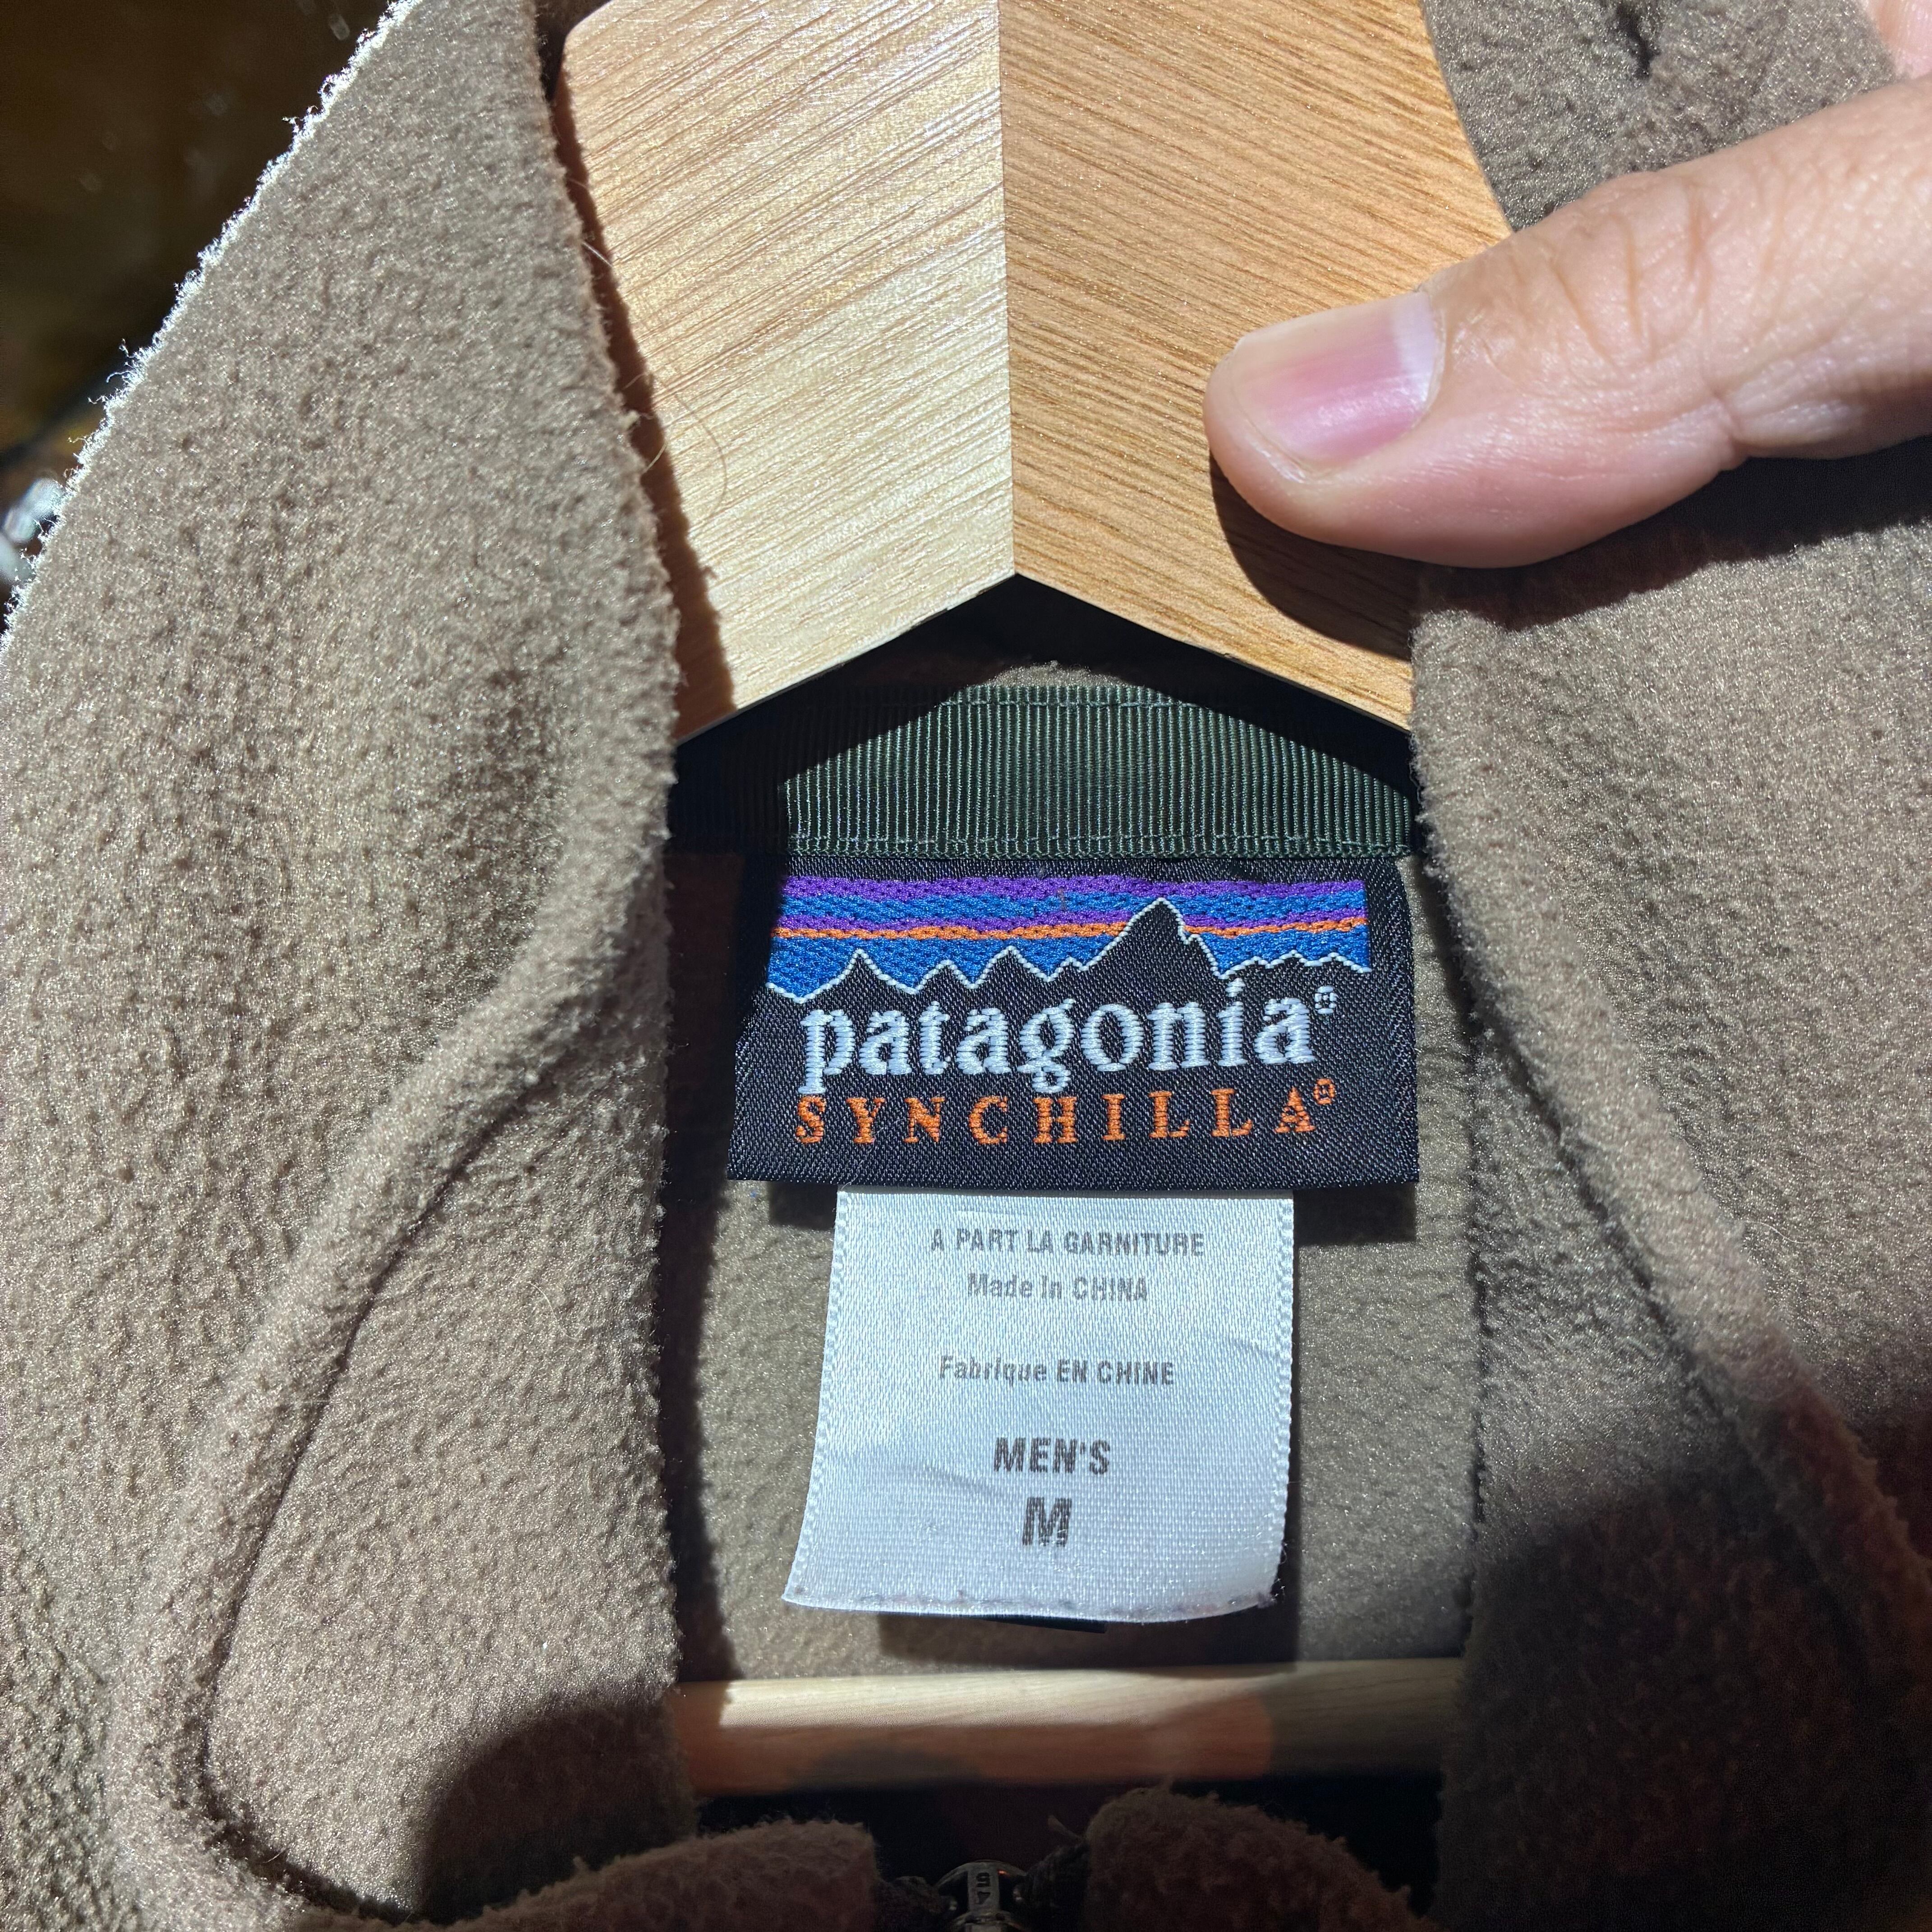 patagonia®
SYNCHILLA®
A PART LA GARNITURE
Made In CHINA
Fabrique EN CHINE
MEN'S
M